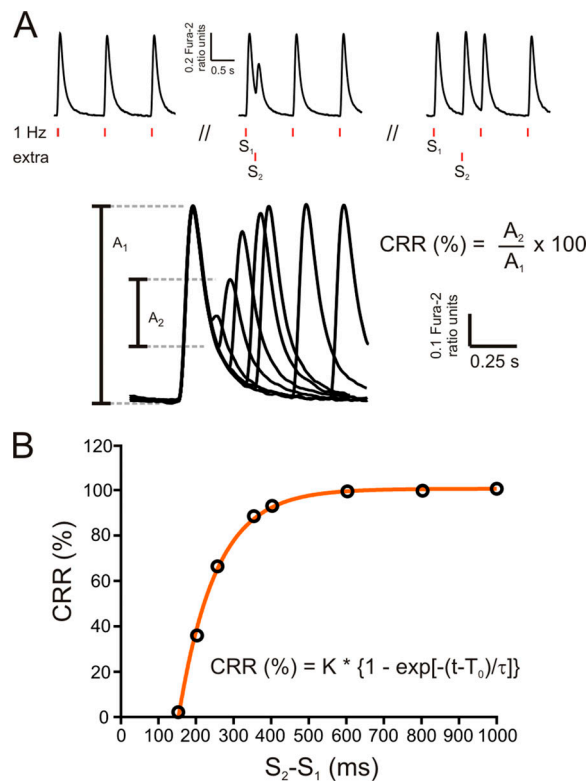 A
0.2 Fura-2
ratio units
0.5 s
1 Hz
//
//
extra
S₁
S₂
S₁
S₂
A₁
A₂
CRR (%) = A₂/A₁ x 100
0.1 Fura-2
ratio units
0.25 s
B
CRR (%)
120
100
80
60
40
20
0
CRR (%) = K * {1 - exp[-(t-T₀)/τ]}
0 100 200 300 400 500 600 700 800 900 1000
S₂-S₁ (ms)